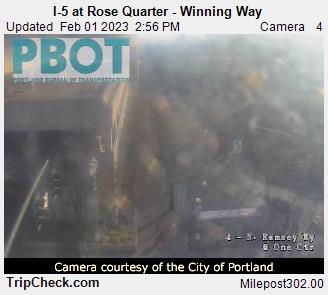 I-5 at Rose Quarter - Winning Way
Updated Feb 01 2023 2:56 PM Camera 4
PBOT
PORTLAND BUREAU OF TRANSPORTATION
4 - N. Ramsey Wy
@ One Ctr
Camera courtesy of the City of Portland
TripCheck.com Milepost302.00